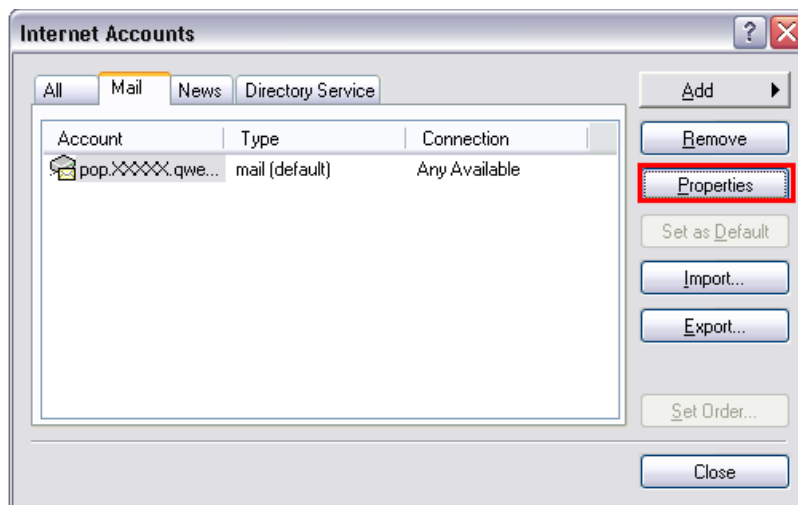 Internet Accounts
All Mail News Directory Service
Add
Account Type Connection
Remove
pop.XXXXX.qwe... mail (default) Any Available
Properties
Set as Default
Import...
Export...
Set Order...
Close